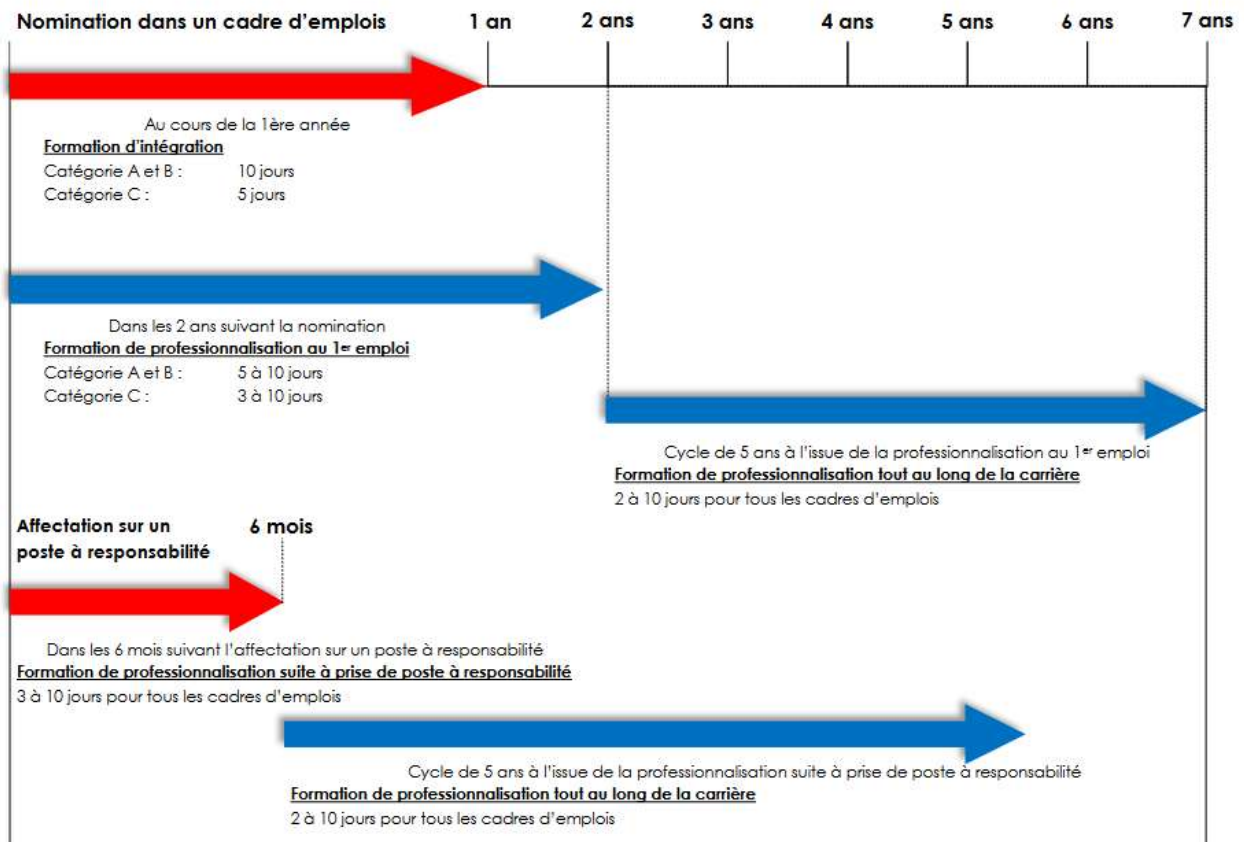 Nomination dans un cadre d'emplois 1 an 2 ans 3 ans 4 ans 5 ans 6 ans 7 ans
Au cours de la 1ère année
Formation d'intégration
Catégorie A et B : 10 jours
Catégorie C : 5 jours
Dans les 2 ans suivant la nomination
Formation de professionnalisation au 1er emploi
Catégorie A et B : 5 à 10 jours
Catégorie C : 3 à 10 jours
Cycle de 5 ans à l'issue de la professionnalisation au 1er emploi
Formation de professionnalisation tout au long de la carrière
2 à 10 jours pour tous les cadres d'emplois
Affectation sur un 6 mois
poste à responsabilité
Dans les 6 mois suivant l'affectation sur un poste à responsabilité
Formation de professionnalisation suite à prise de poste à responsabilité
3 à 10 jours pour tous les cadres d'emplois
Cycle de 5 ans à l'issue de la professionnalisation suite à prise de poste à responsabilité
Formation de professionnalisation tout au long de la carrière
2 à 10 jours pour tous les cadres d'emplois